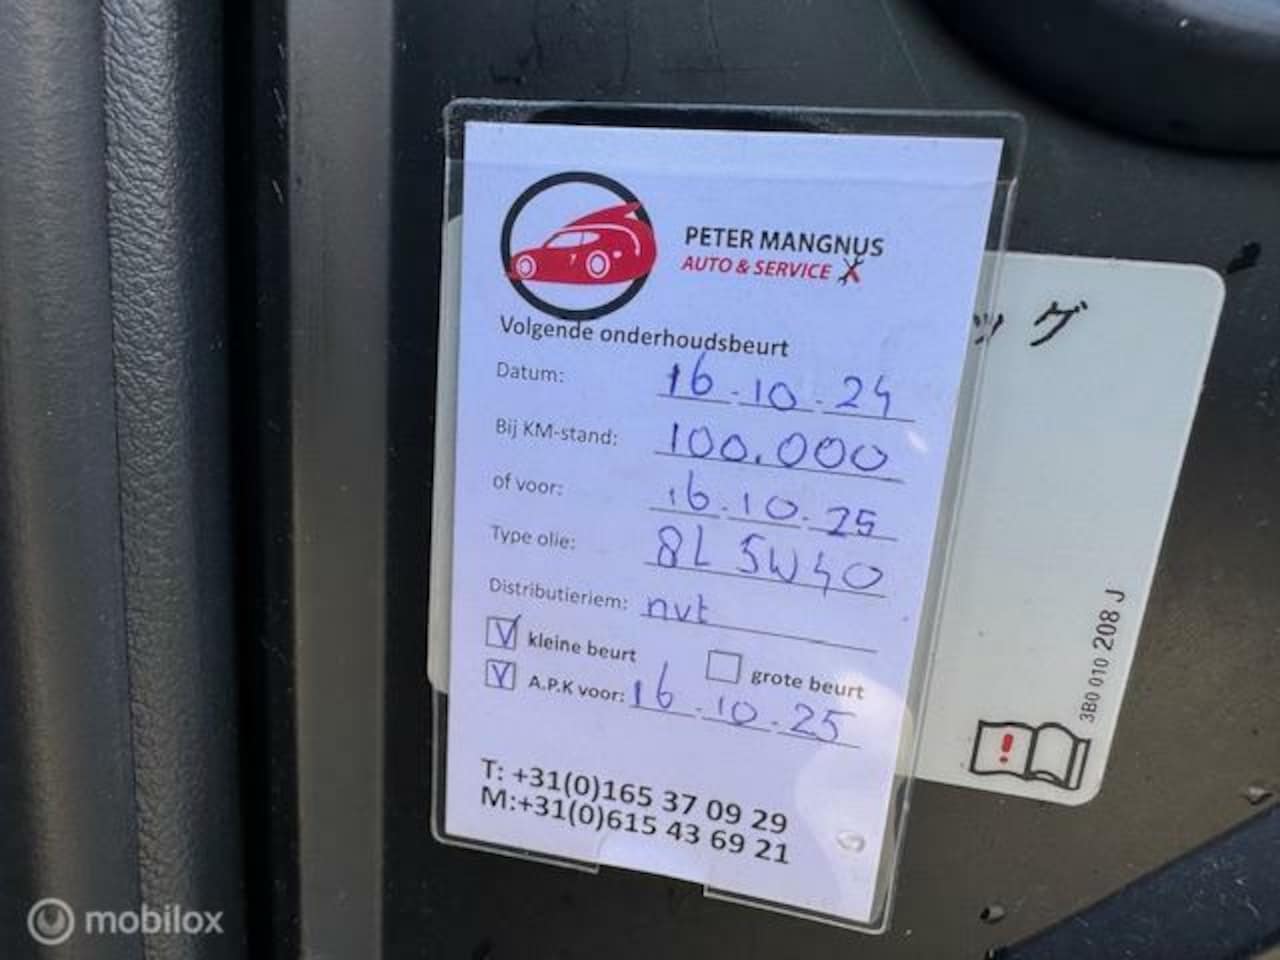 PETER MANGNUS
AUTO & SERVICE
Volgende onderhoudsbeurt
Datum: 16.10.24
Bij KM-stand: 100.000
of voor: 16.10.25
Type olie: 8L 5W40
Distributieriem: nvt
V kleine beurt grote beurt
V A.P.K voor: 16.10.25
T: +31(0)165 37 09 29
M:+31(0)615 43 69 21
ング
3B0 010 208 J
!
mobilox